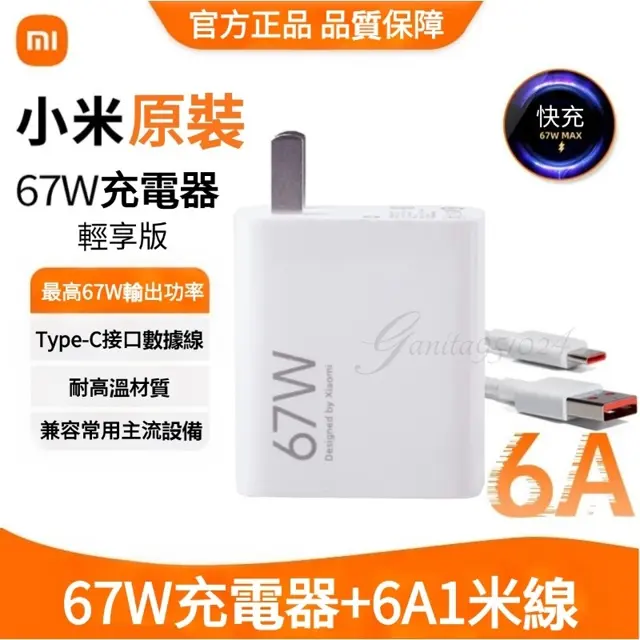 mi
官方正品 品質保障
小米原裝
67W充電器
輕享版
快充
67W MAX
最高67W輸出功率
Type-C接口數據線
耐高溫材質
兼容常用主流設備
67W
Designed by Xiaomi
ganita951024
6A
67W充電器+6A1米線